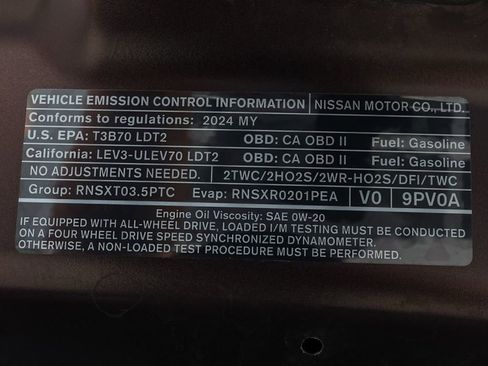 VEHICLE EMISSION CONTROL INFORMATION NISSAN MOTOR CO., LTD.
Conforms to regulations: 2024 MY
U.S. EPA: T3B70 LDT2 OBD: CA OBD II Fuel: Gasoline
California: LEV3-ULEV70 LDT2 OBD: CA OBD II Fuel: Gasoline
NO ADJUSTMENTS NEEDED. 2TWC/2HO2S/2WR-HO2S/DFI/TWC
Group: RNSXT03.5PTC Evap: RNSXR0201PEA V0 9PV0A
Engine Oil Viscosity: SAE 0W-20
IF EQUIPPED WITH ALL-WHEEL DRIVE, LOADED I/M TESTING MUST BE CONDUCTED
ON A FOUR WHEEL DRIVE SPEED SYNCHRONIZED DYNAMOMETER.
OTHERWISE, A NON-LOADED TEST PROCEDURE MUST BE PERFORMED.